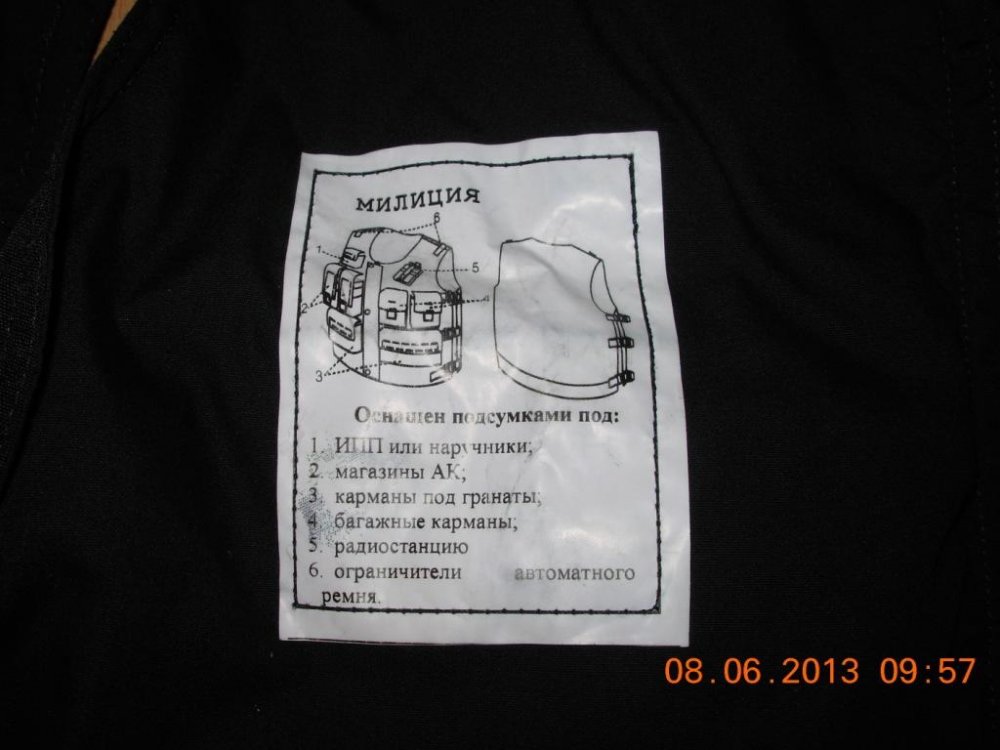 МИЛИЦИЯ
6
1
5
2
4
3
Оснащен подсумками под:
1. ИПП или наручники;
2. магазины АК;
3. карманы под гранаты;
4. багажные карманы;
5. радиостанцию
6. ограничители автоматного
ремня.
08.06.2013 09:57